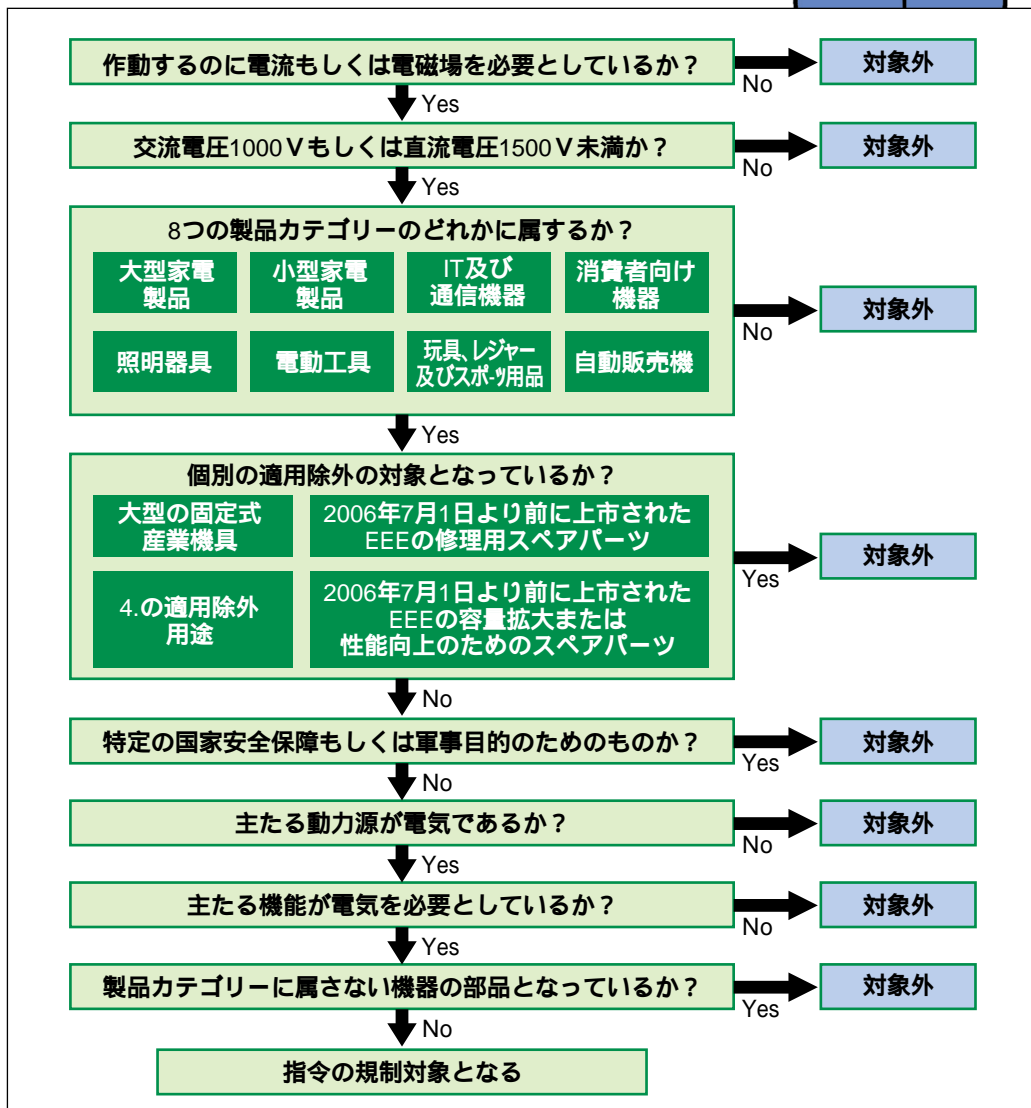 作動するのに電流もしくは電磁場を必要としているか？
No
対象外
Yes
交流電圧1000Ｖもしくは直流電圧1500Ｖ未満か？
No
対象外
Yes
8つの製品カテゴリーのどれかに属するか？
大型家電
製品
小型家電
製品
IT及び
通信機器
消費者向け
機器
照明器具
電動工具
玩具、レジャー
及びスポーツ用品
自動販売機
No
対象外
Yes
個別の適用除外の対象となっているか？
大型の固定式
産業機具
2006年7月1日より前に上市された
EEEの修理用スペアパーツ
4.の適用除外
用途
2006年7月1日より前に上市された
EEEの容量拡大または
性能向上のためのスペアパーツ
Yes
対象外
No
特定の国家安全保障もしくは軍事目的のためのものか？
Yes
対象外
No
主たる動力源が電気であるか？
No
対象外
Yes
主たる機能が電気を必要としているか？
No
対象外
Yes
製品カテゴリーに属さない機器の部品となっているか？
Yes
対象外
No
指令の規制対象となる